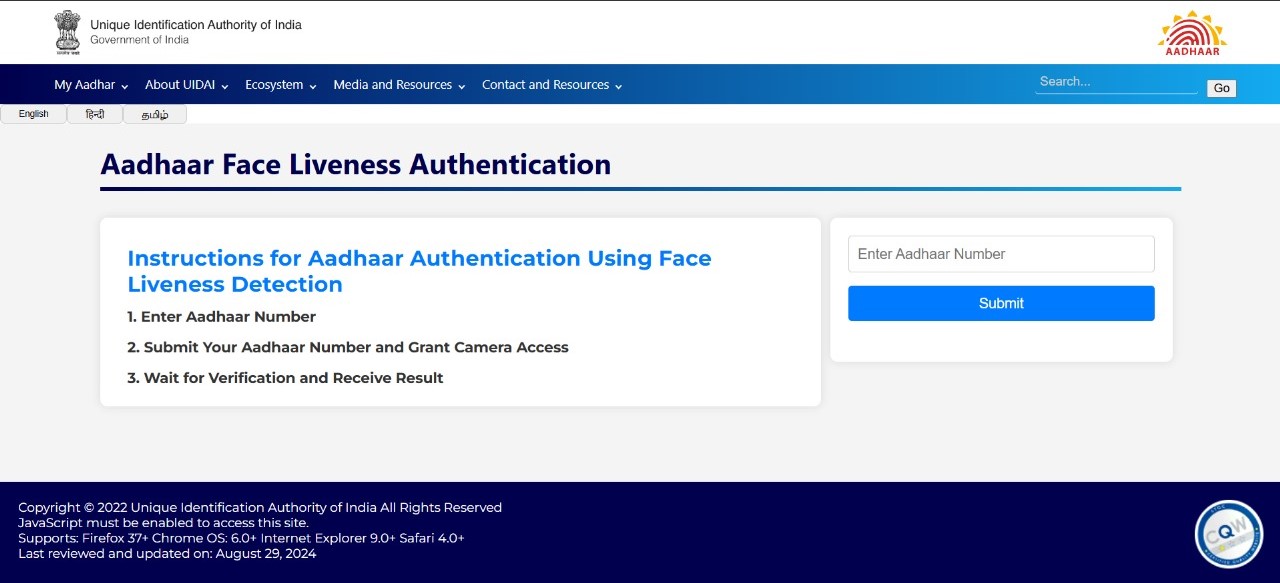 Unique Identification Authority of India
Government of India
AADHAAR
My Aadhar
About UIDAI
Ecosystem
Media and Resources
Contact and Resources
Search...
Go
English
हिन्दी
தமிழ்
Aadhaar Face Liveness Authentication
Instructions for Aadhaar Authentication Using Face
Liveness Detection
1. Enter Aadhaar Number
2. Submit Your Aadhaar Number and Grant Camera Access
3. Wait for Verification and Receive Result
Enter Aadhaar Number
Submit
Copyright © 2022 Unique Identification Authority of India All Rights Reserved
JavaScript must be enabled to access this site.
Supports: Firefox 37+ Chrome OS: 6.0+ Internet Explorer 9.0+ Safari 4.0+
Last reviewed and updated on: August 29, 2024
CQW